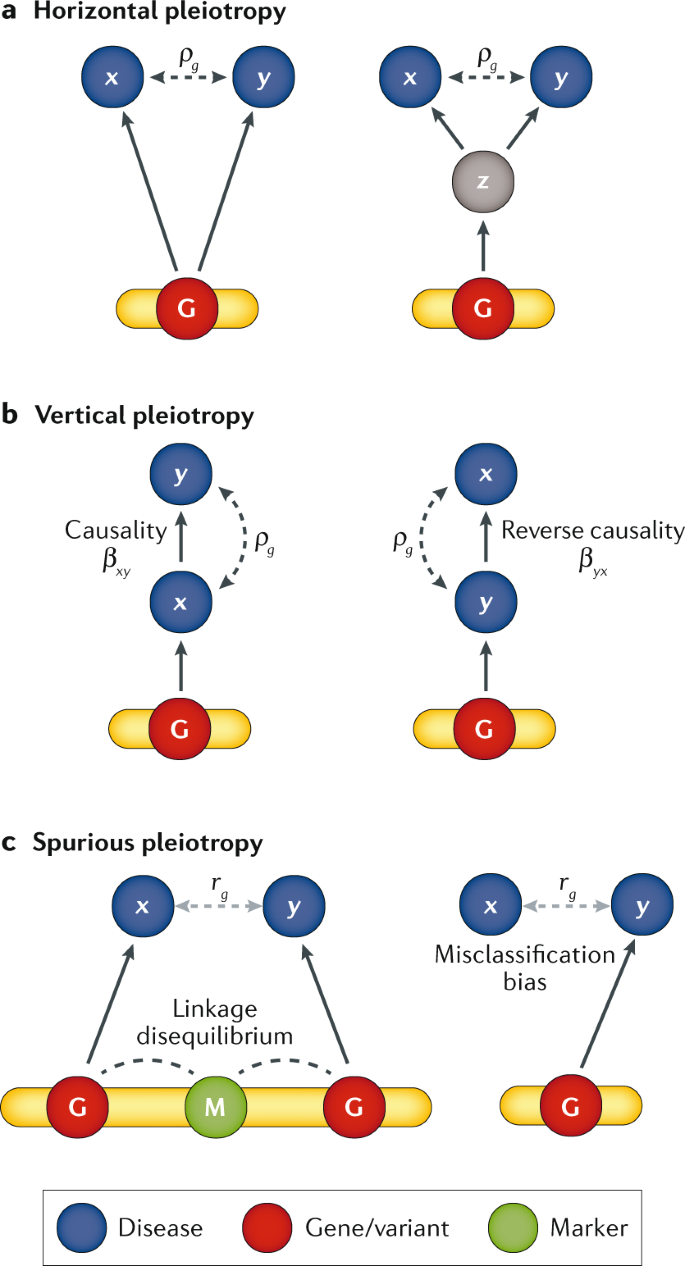 a Horizontal pleiotropy
x ρg y
x ρg y
z
G
G
b Vertical pleiotropy
y
x
Causality
βxy
ρg
ρg
Reverse causality
βyx
x
y
G
G
c Spurious pleiotropy
x rg y
x rg y
Misclassification
bias
Linkage
disequilibrium
G M G
G
Disease Gene/variant Marker